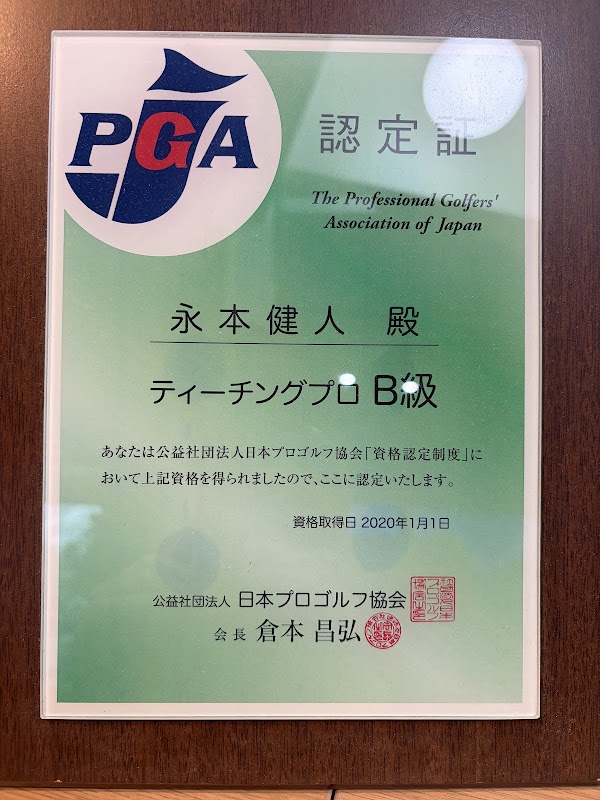 PGA
認定証
The Professional Golfers'
Association of Japan
永本健人 殿
ティーチングプロ B級
あなたは公益社団法人日本プロゴルフ協会「資格認定制度」に
おいて上記資格を得られましたので、ここに認定いたします。
資格取得日 2020年1月1日
公益社団法人 日本プロゴルフ協会
会長 倉本 昌弘